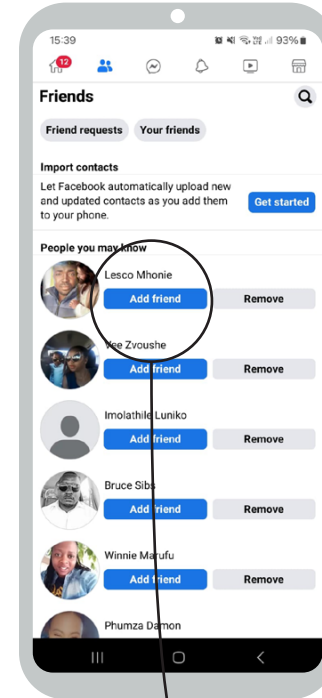 15:39
93%
12
Friends
Friend requests
Your friends
Import contacts
Let Facebook automatically upload new
and updated contacts as you add them
to your phone.
Get started
People you may know
Lesco Mhonie
Add friend
Remove
Vee Zvoushe
Add friend
Remove
Imolathile Luniko
Add friend
Remove
Bruce Sibs
Add friend
Remove
Winnie Marufu
Add friend
Remove
Phumza Damon